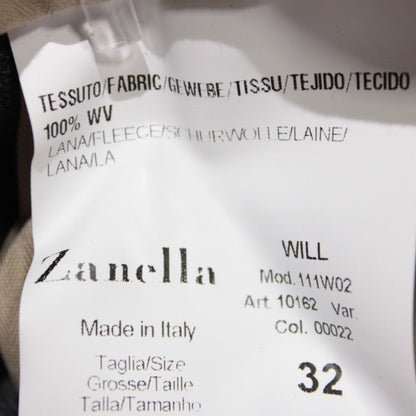 TESSUTO/FABRIC/GEWEBE/TISSU/TEJIDO/TECIDO
100% WV
LANA/FLEECE/SCHURWOLLE/LAINE/
LANA/LA
Zanella
WILL
Mod. 111W02
Art. 10162 Var.
Col. 00022
Made in Italy
Taglia/Size
Grosse/Taille
Talla/Tamanho
32